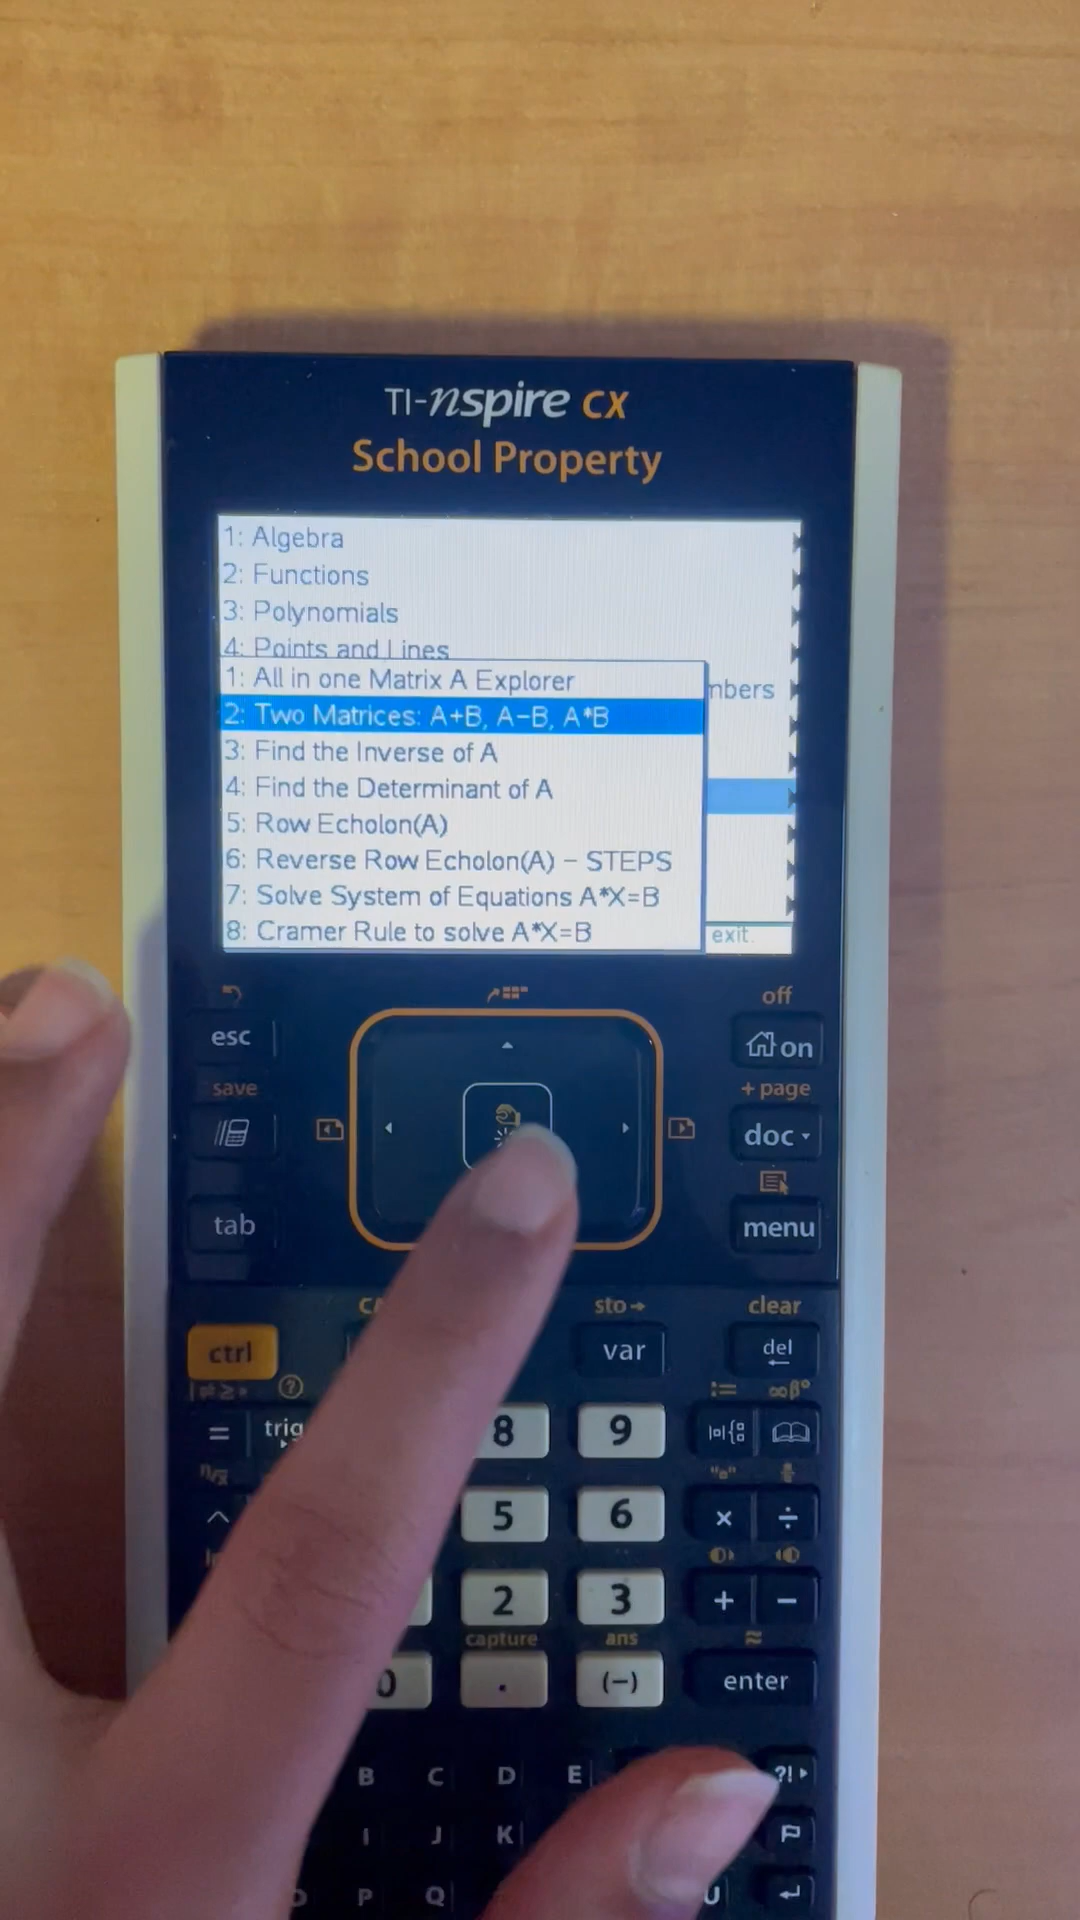 TI-nspire CX
School Property
1: Algebra
2: Functions
3: Polynomials
4: Points and Lines
1: All in one Matrix A Explorer
2: Two Matrices: A+B, A-B, A*B
3: Find the Inverse of A
4: Find the Determinant of A
5: Row Echolon(A)
6: Reverse Row Echolon(A) - STEPS
7: Solve System of Equations A*X=B
8: Cramer Rule to solve A*X=B
exit.
off
esc
on
save
+ page
doc
tab
menu
sto
clear
ctrl
var
del
= trig 8 9
^ 5 6 × ÷
2 3 + −
capture ans
0 . (−) enter
B C D E ?!
I J K
P Q U